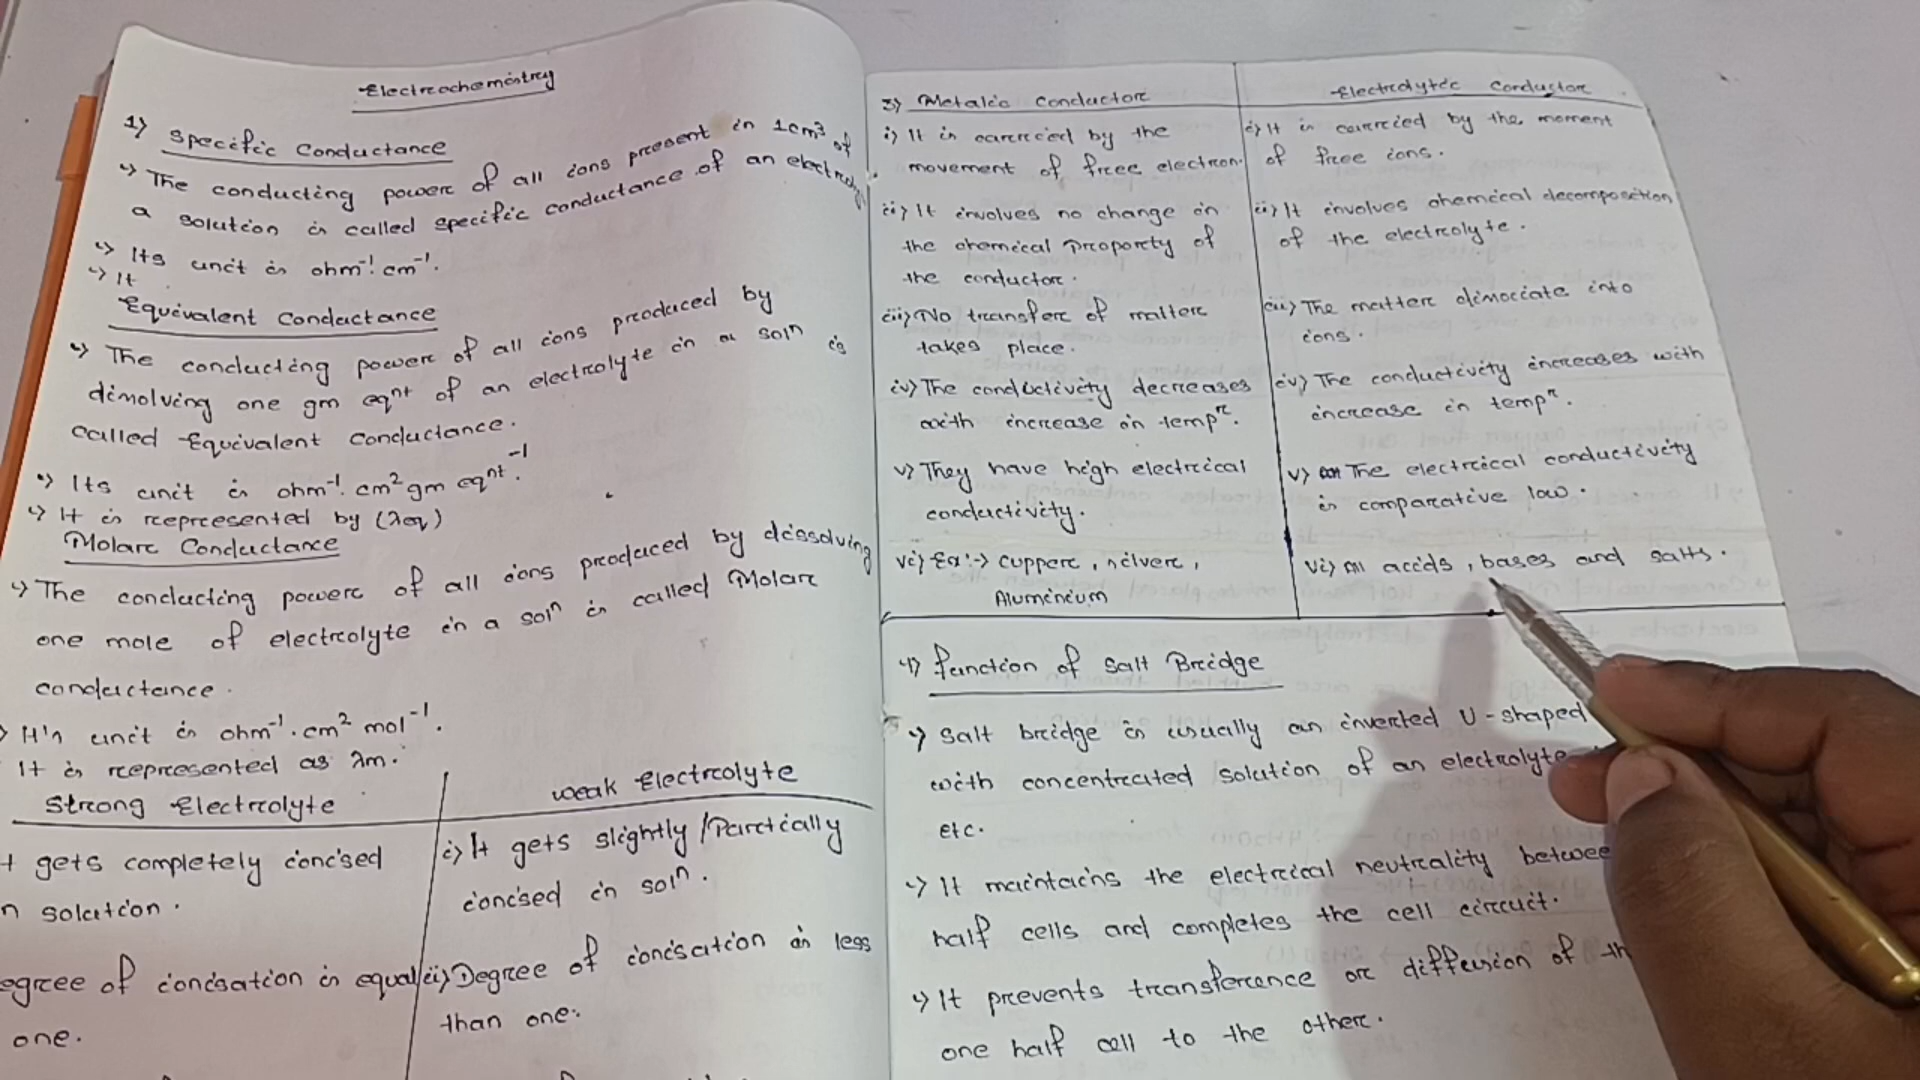 Electrochemistry
1) Specific Conductance
↳ The conducting power of all ions present in 1cm³ of
a solution is called specific conductance of an
↳ Its unit is ohm⁻¹. cm⁻¹.
↳ It
Equivalent Conductance
↳ The conducting power of all ions produced by
dissolving one gm eqnt of an electrolyte in a solⁿ is
called Equivalent conductance.
↳ Its unit is ohm⁻¹. cm² gm eqnt⁻¹.
↳ It is represented by (λeq)
Molar Conductance
↳ The conducting power of all ions produced by dissolving
one mole of electrolyte in a solⁿ is called Molar
conductance.
It's unit is ohm⁻¹. cm² mol⁻¹.
It is represented as λm.
Strong Electrolyte
weak Electrolyte
t gets completely ionised
n solution.
egree of ionisation is equal
one.
i) It gets slightly/Partially
ionised in solⁿ.
ii) Degree of ionisation is less
than one.
3) Metalic conductor
i) It is carried by the
movement of free electron.
ii) It involves no change in
the chemical Property of
the conductor.
iii) No transfer of matter
takes place.
iv) The conductivity decreases
with increase in tempʳ.
v) They have high electrical
conductivity.
vi) Ex:→ cupper, silver,
Aluminium
Electrolytic Conductor
i) It is carried by the moment
of free ions.
ii) It involves chemical decomposition
of the electrolyte.
iii) The matter dissociate into
ions.
iv) The conductivity increases with
increase in tempʳ.
v) The electrical conductivity
is comparative low.
vi) All acids, bases and salts.
4) function of Salt Bridge
↳ Salt bridge is usually an inverted U-shaped
with concentrated solution of an electrolyte
etc.
↳ It maintains the electrical neutrality betwee
half cells and completes the cell circuit.
↳ It prevents transference or diffusion of th
one half cell to the other.